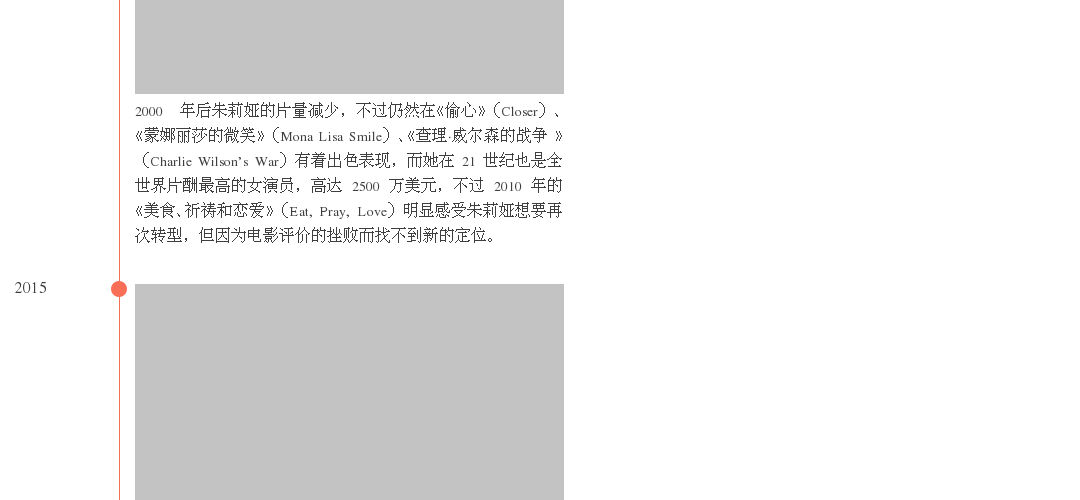 2000 年后朱莉娅的片量减少，不过仍然在《偷心》（Closer）、
《蒙娜丽莎的微笑》（Mona Lisa Smile）、《查理·威尔森的战争 》
（Charlie Wilson’s War）有着出色表现，而她在 21 世纪也是全
世界片酬最高的女演员，高达 2500 万美元，不过 2010 年的
《美食、祈祷和恋爱》（Eat, Pray, Love）明显感受朱莉娅想要再
次转型，但因为电影评价的挫败而找不到新的定位。
2015